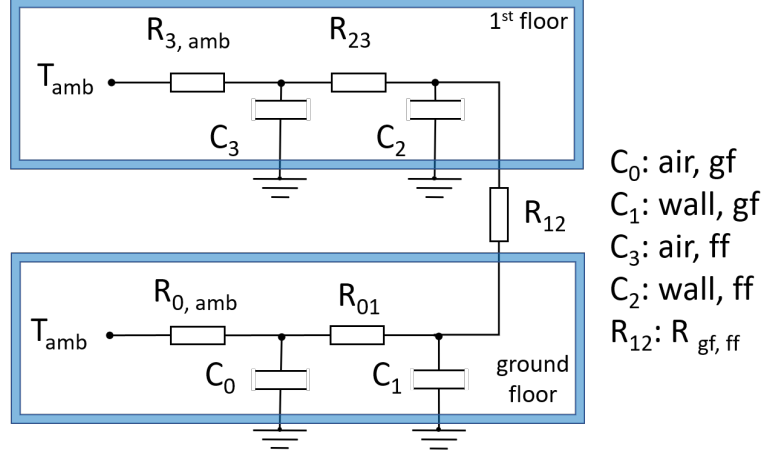 1st floor
R3, amb
R23
Tamb
C3
C2
R12
R0, amb
R01
Tamb
C0
C1
ground
floor
C0: air, gf
C1: wall, gf
C3: air, ff
C2: wall, ff
R12: R gf, ff